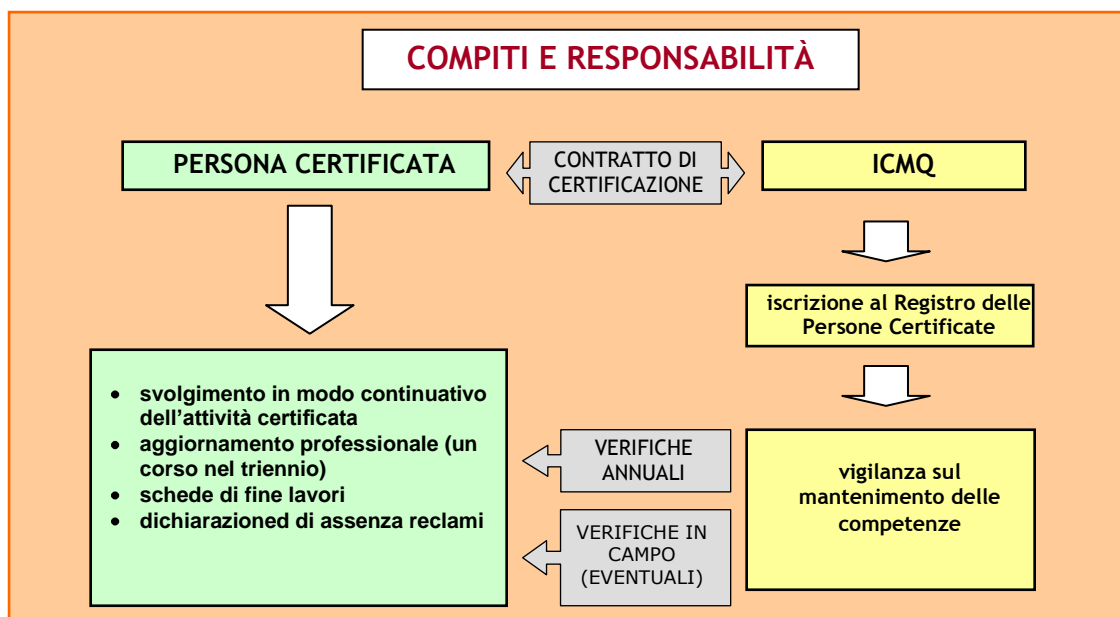 COMPITI E RESPONSABILITÀ
PERSONA CERTIFICATA
CONTRATTO DI
CERTIFICAZIONE
ICMQ
iscrizione al Registro delle
Persone Certificate
• svolgimento in modo continuativo
dell’attività certificata
• aggiornamento professionale (un
corso nel triennio)
• schede di fine lavori
• dichiarazioned di assenza reclami
VERIFICHE
ANNUALI
VERIFICHE IN
CAMPO
(EVENTUALI)
vigilanza sul
mantenimento delle
competenze